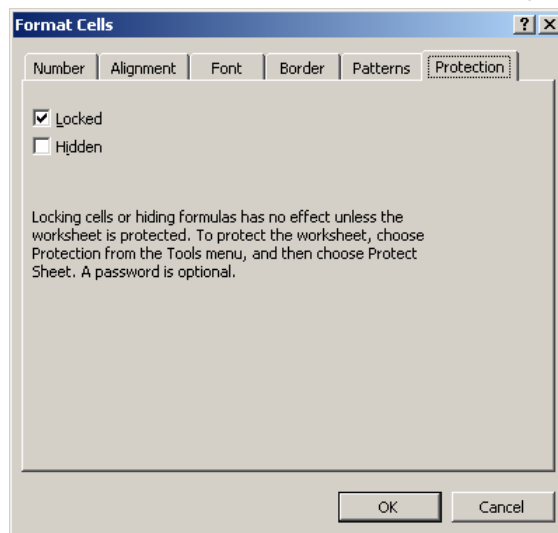 Format Cells
Number Alignment Font Border Patterns Protection
Locked
Hidden
Locking cells or hiding formulas has no effect unless the
worksheet is protected. To protect the worksheet, choose
Protection from the Tools menu, and then choose Protect
Sheet. A password is optional.
OK Cancel